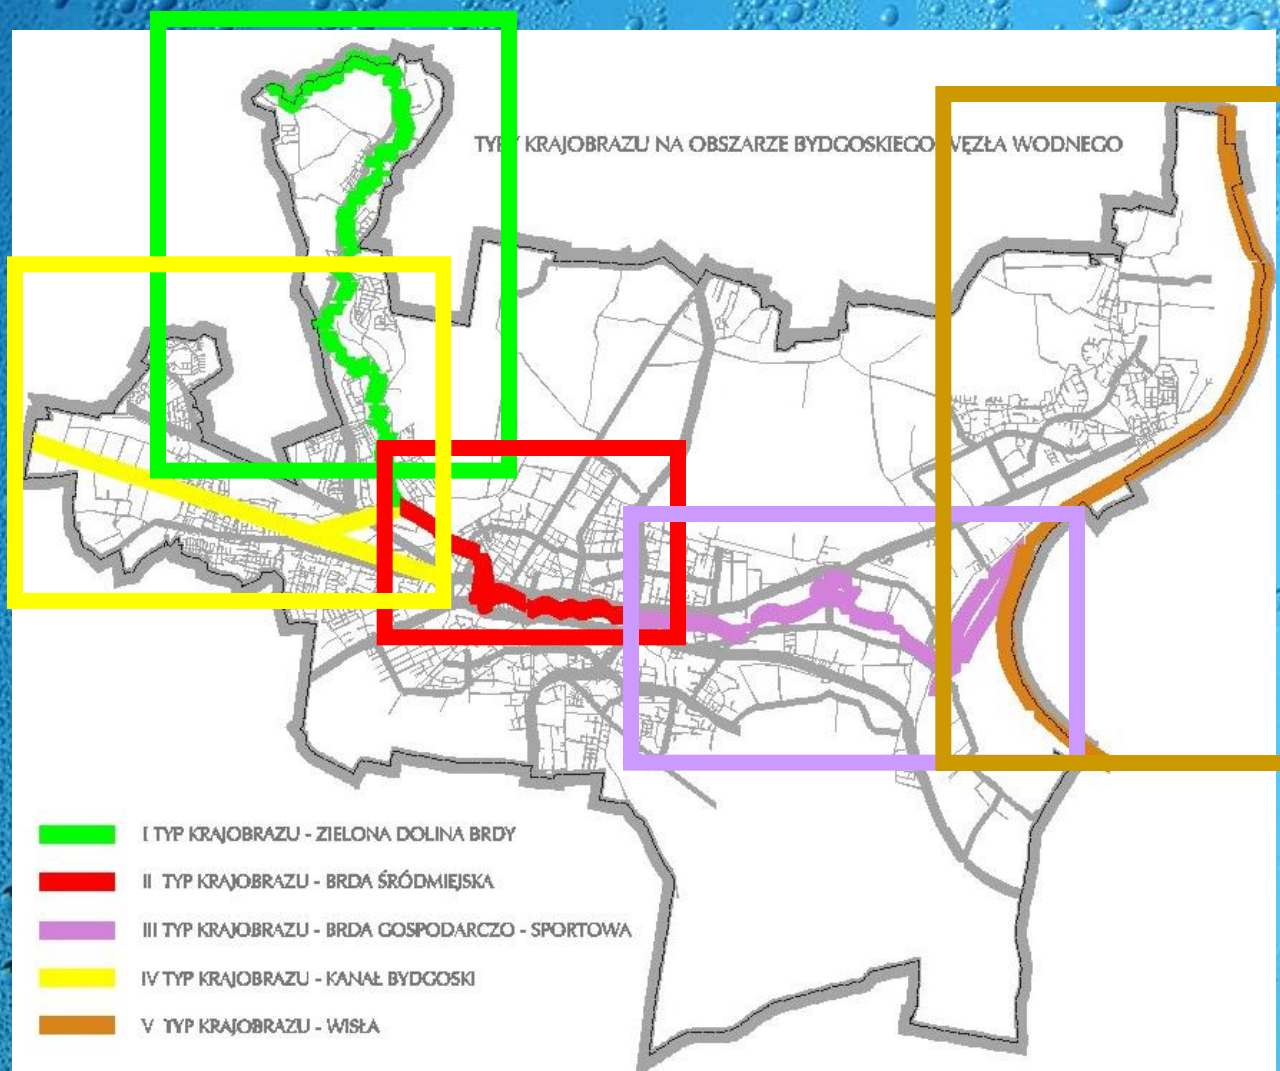 TYPY KRAJOBRAZU NA OBSZARZE BYDGOSKIEGO WĘZŁA WODNEGO
I TYP KRAJOBRAZU - ZIELONA DOLINA BRDY
II TYP KRAJOBRAZU - BRDA ŚRÓDMIEJSKA
III TYP KRAJOBRAZU - BRDA GOSPODARCZO - SPORTOWA
IV TYP KRAJOBRAZU - KANAŁ BYDGOSKI
V TYP KRAJOBRAZU - WISŁA